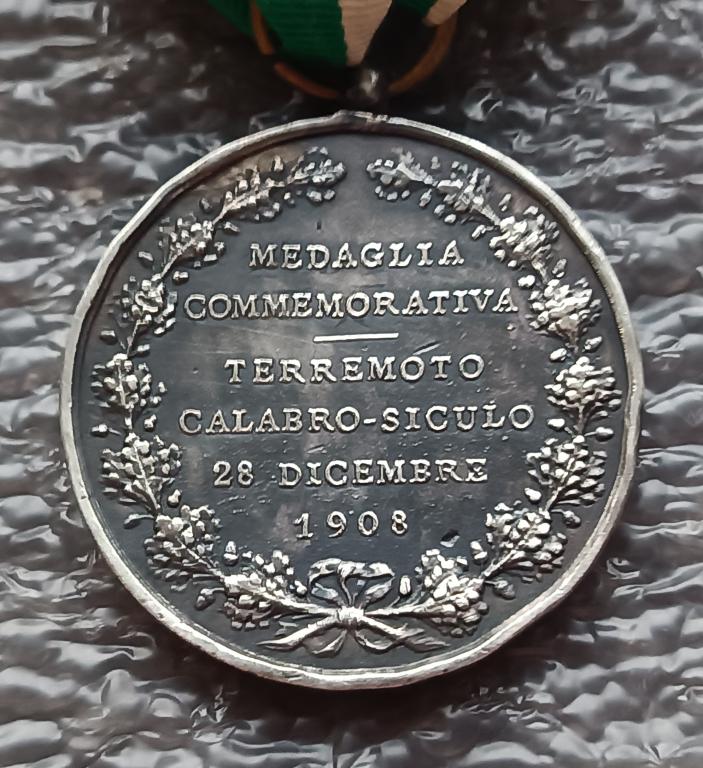 MEDAGLIA
COMMEMORATIVA
TERREMOTO
CALABRO-SICULO
28 DICEMBRE
1908